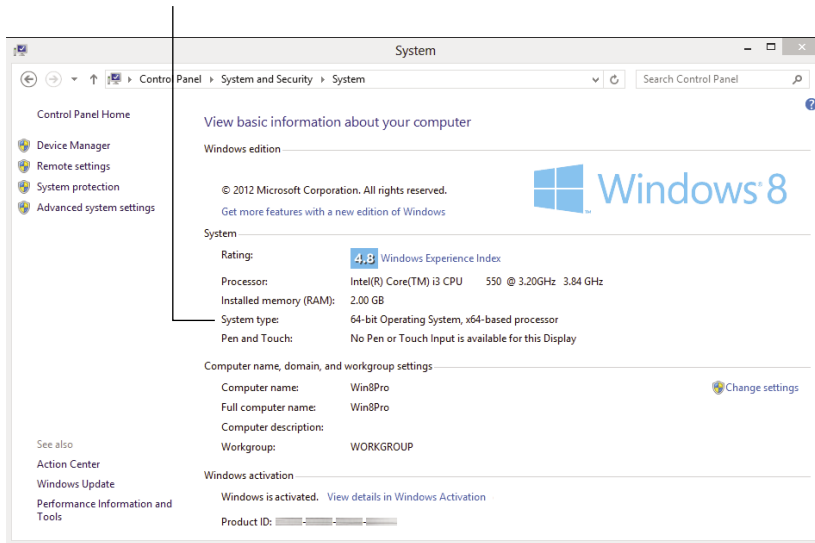 System
Control Panel System and Security System
Search Control Panel
?
Control Panel Home
Device Manager
Remote settings
System protection
Advanced system settings
View basic information about your computer
Windows edition
© 2012 Microsoft Corporation. All rights reserved.
Get more features with a new edition of Windows
Windows 8
System
Rating: 4.8 Windows Experience Index
Processor: Intel(R) Core(TM) i3 CPU 550 @ 3.20GHz 3.84 GHz
Installed memory (RAM): 2.00 GB
System type: 64-bit Operating System, x64-based processor
Pen and Touch: No Pen or Touch Input is available for this Display
Computer name, domain, and workgroup settings
Computer name: Win8Pro
Change settings
Full computer name: Win8Pro
Computer description:
Workgroup: WORKGROUP
See also
Action Center
Windows Update
Performance Information and
Tools
Windows activation
Windows is activated. View details in Windows Activation
Product ID: